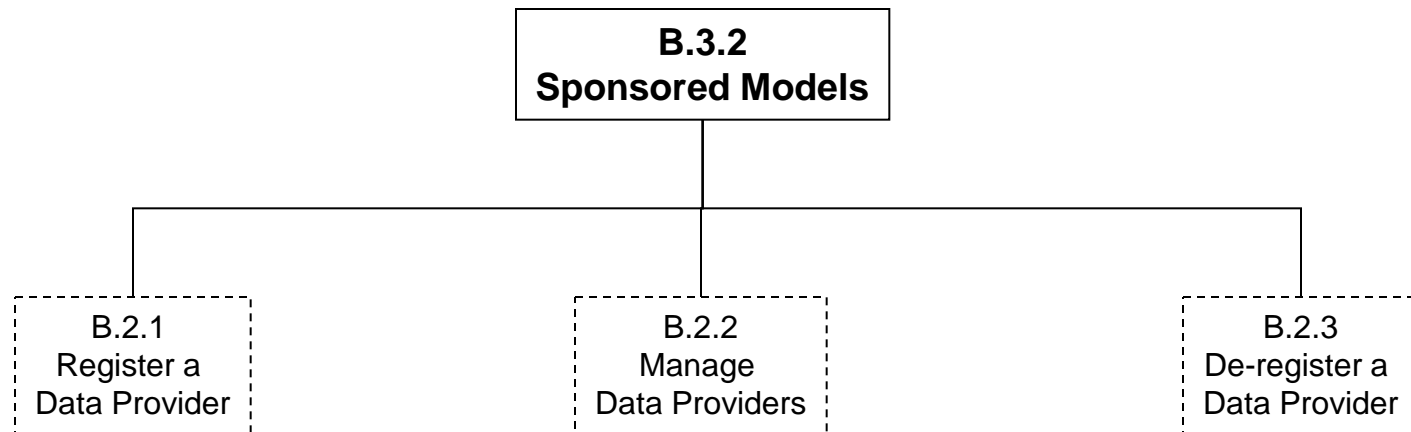 B.3.2
Sponsored Models
B.2.1
Register a
Data Provider
B.2.2
Manage
Data Providers
B.2.3
De-register a
Data Provider